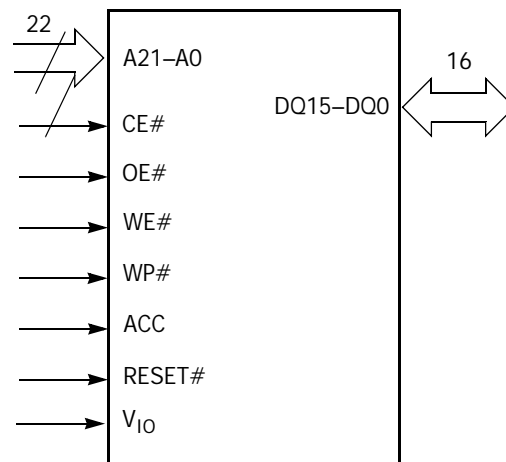 22
A21–A0
16
DQ15–DQ0
CE#
OE#
WE#
WP#
ACC
RESET#
VIO